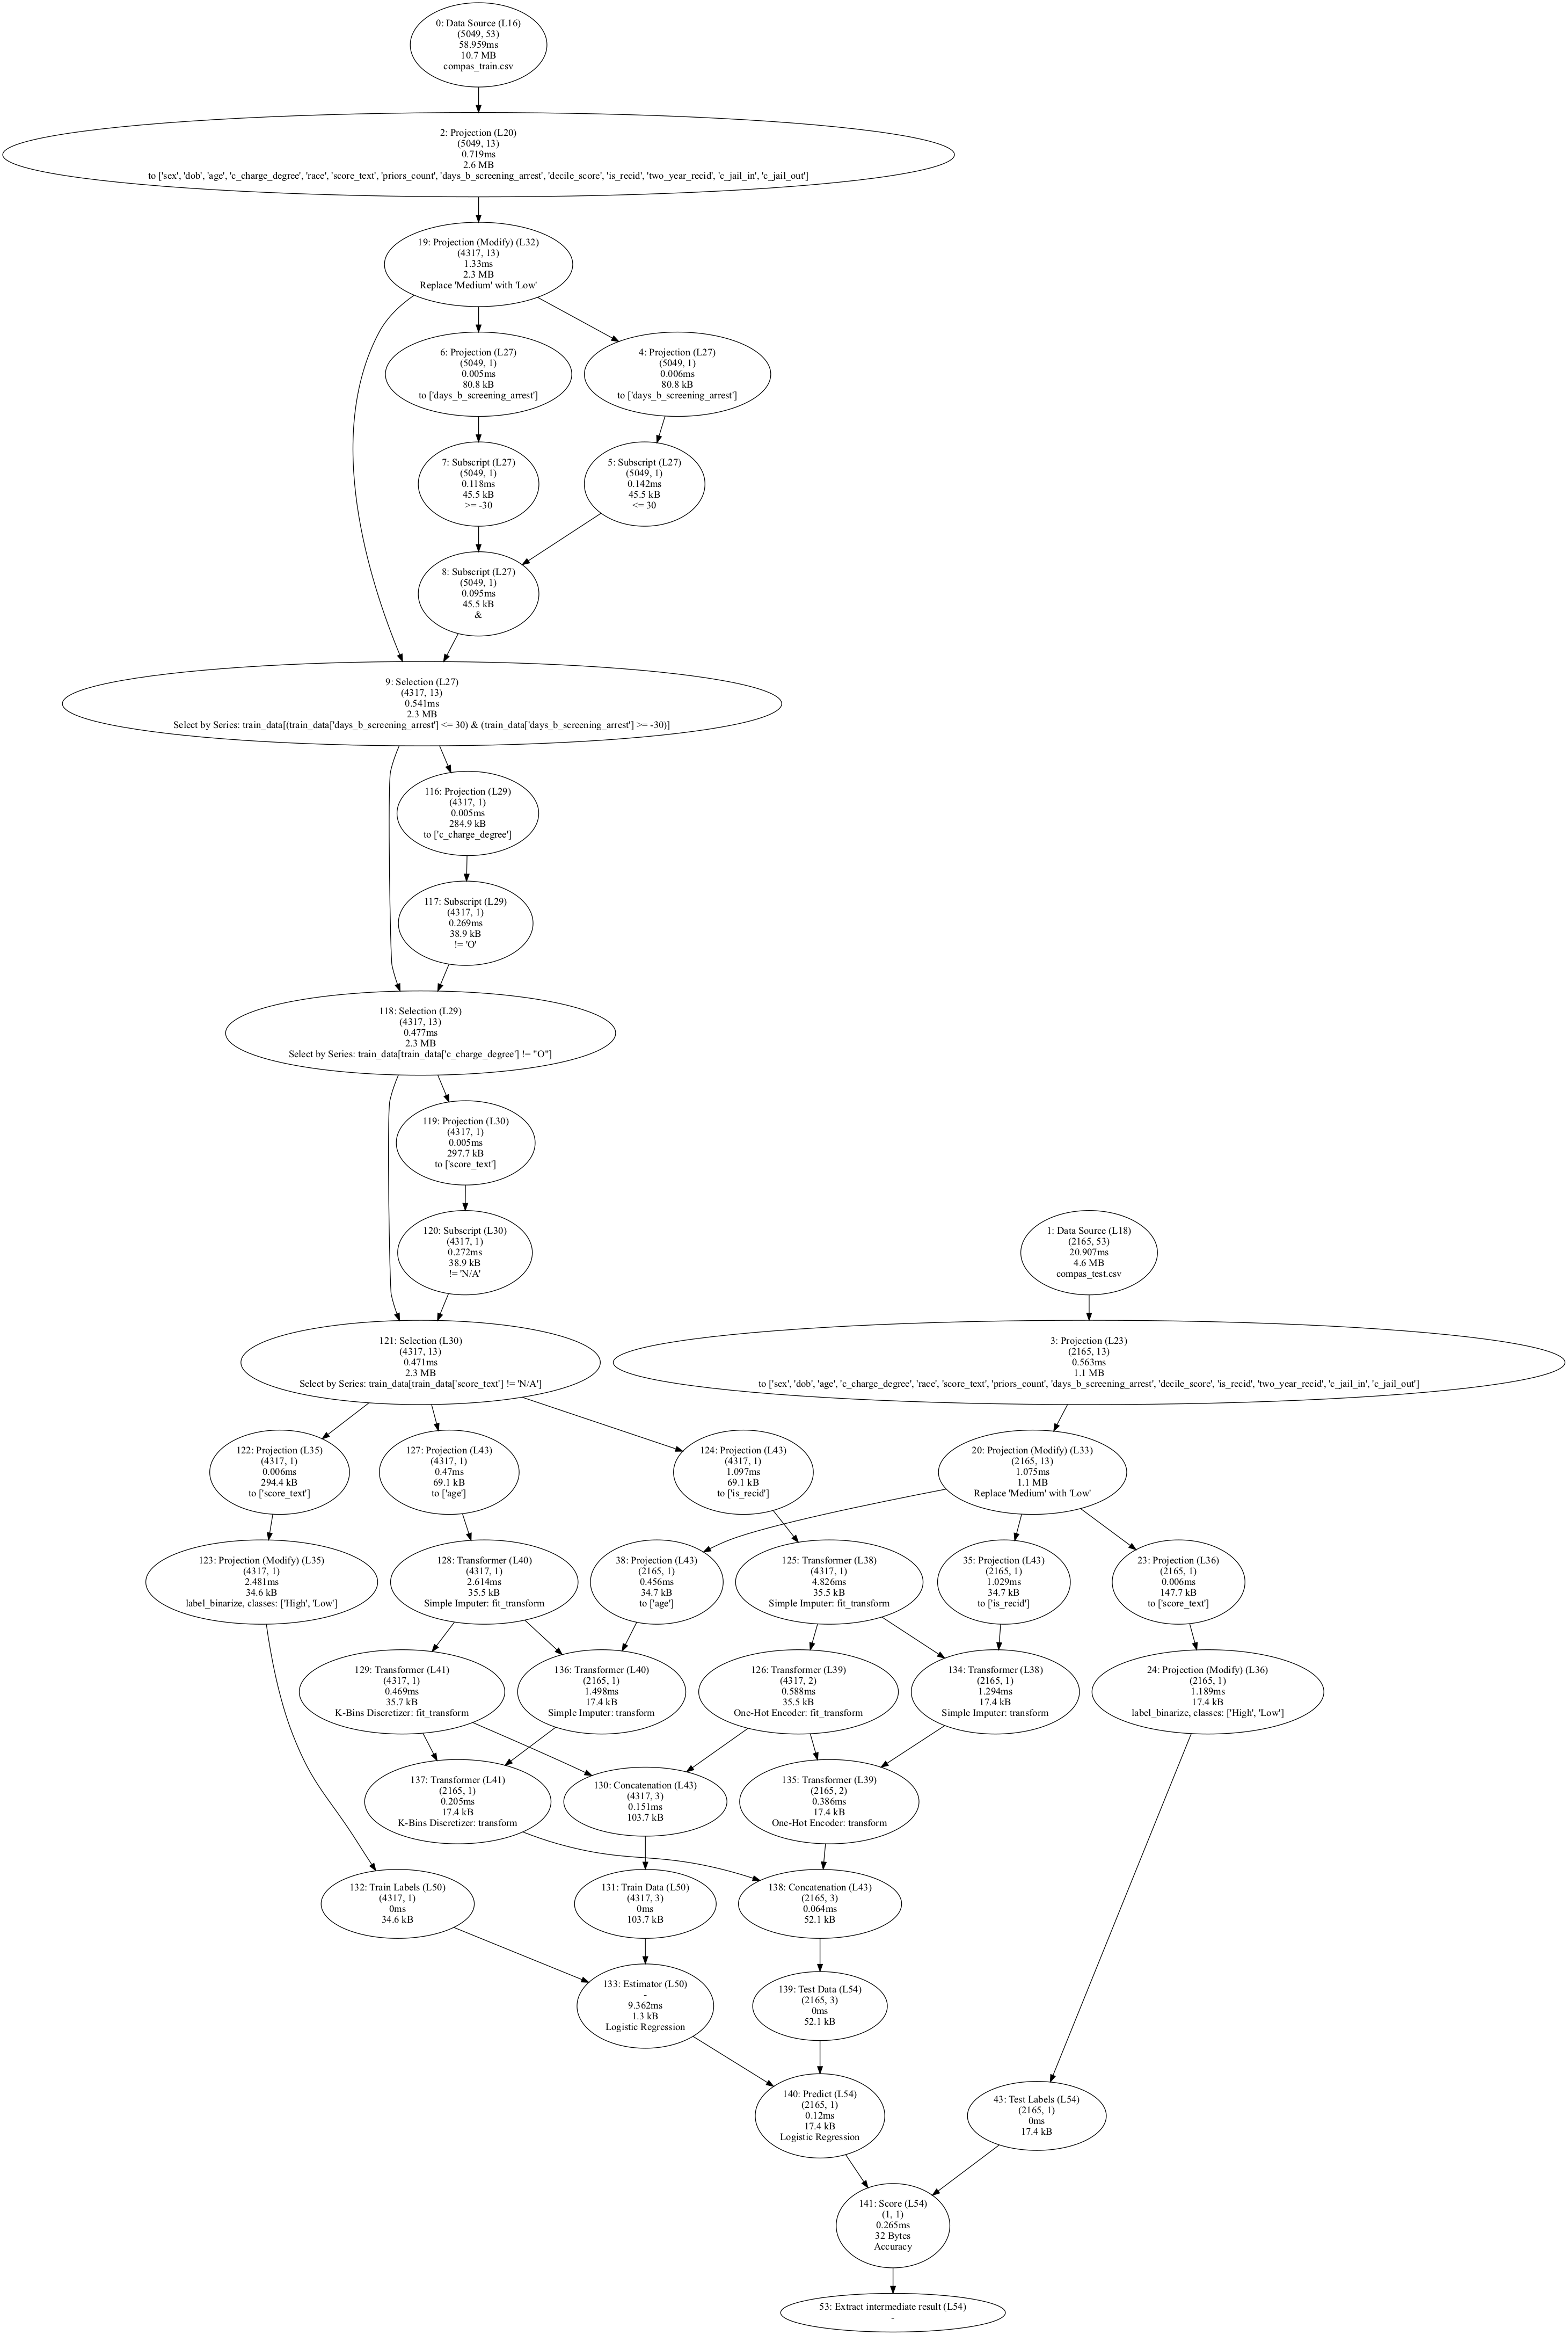 0: Data Source (L16)
(5049, 53)
58.959ms
10.7 MB
compas_train.csv
2: Projection (L20)
(5049, 13)
0.719ms
2.6 MB
to ['sex', 'dob', 'age', 'c_charge_degree', 'race', 'score_text', 'priors_count', 'days_b_screening_arrest', 'decile_score', 'is_recid', 'two_year_recid', 'c_jail_in', 'c_jail_out']
19: Projection (Modify) (L32)
(4317, 13)
1.33ms
2.3 MB
Replace 'Medium' with 'Low'
6: Projection (L27)
(5049, 1)
0.005ms
80.8 kB
to ['days_b_screening_arrest']
4: Projection (L27)
(5049, 1)
0.006ms
80.8 kB
to ['days_b_screening_arrest']
7: Subscript (L27)
(5049, 1)
0.118ms
45.5 kB
>= -30
5: Subscript (L27)
(5049, 1)
0.142ms
45.5 kB
<= 30
8: Subscript (L27)
(5049, 1)
0.095ms
45.5 kB
&
9: Selection (L27)
(4317, 13)
0.541ms
2.3 MB
Select by Series: train_data[(train_data['days_b_screening_arrest'] <= 30) & (train_data['days_b_screening_arrest'] >= -30)]
116: Projection (L29)
(4317, 1)
0.005ms
284.9 kB
to ['c_charge_degree']
117: Subscript (L29)
(4317, 1)
0.269ms
38.9 kB
!= 'O'
118: Selection (L29)
(4317, 13)
0.477ms
2.3 MB
Select by Series: train_data[train_data['c_charge_degree'] != "O"]
119: Projection (L30)
(4317, 1)
0.005ms
297.7 kB
to ['score_text']
120: Subscript (L30)
(4317, 1)
0.272ms
38.9 kB
!= 'N/A'
1: Data Source (L18)
(2165, 53)
20.907ms
4.6 MB
compas_test.csv
121: Selection (L30)
(4317, 13)
0.471ms
2.3 MB
Select by Series: train_data[train_data['score_text'] != 'N/A']
3: Projection (L23)
(2165, 13)
0.563ms
1.1 MB
to ['sex', 'dob', 'age', 'c_charge_degree', 'race', 'score_text', 'priors_count', 'days_b_screening_arrest', 'decile_score', 'is_recid', 'two_year_recid', 'c_jail_in', 'c_jail_out']
122: Projection (L35)
(4317, 1)
0.006ms
294.4 kB
to ['score_text']
127: Projection (L43)
(4317, 1)
0.47ms
69.1 kB
to ['age']
124: Projection (L43)
(4317, 1)
1.097ms
69.1 kB
to ['is_recid']
20: Projection (Modify) (L33)
(2165, 13)
1.075ms
1.1 MB
Replace 'Medium' with 'Low'
123: Projection (Modify) (L35)
(4317, 1)
2.481ms
34.6 kB
label_binarize, classes: ['High', 'Low']
128: Transformer (L40)
(4317, 1)
2.614ms
35.5 kB
Simple Imputer: fit_transform
38: Projection (L43)
(2165, 1)
0.456ms
34.7 kB
to ['age']
125: Transformer (L38)
(4317, 1)
4.826ms
35.5 kB
Simple Imputer: fit_transform
35: Projection (L43)
(2165, 1)
1.029ms
34.7 kB
to ['is_recid']
23: Projection (L36)
(2165, 1)
0.006ms
147.7 kB
to ['score_text']
129: Transformer (L41)
(4317, 1)
0.469ms
35.7 kB
K-Bins Discretizer: fit_transform
136: Transformer (L40)
(2165, 1)
1.498ms
17.4 kB
Simple Imputer: transform
126: Transformer (L39)
(4317, 2)
0.588ms
35.5 kB
One-Hot Encoder: fit_transform
134: Transformer (L38)
(2165, 1)
1.294ms
17.4 kB
Simple Imputer: transform
24: Projection (Modify) (L36)
(2165, 1)
1.189ms
17.4 kB
label_binarize, classes: ['High', 'Low']
137: Transformer (L41)
(2165, 1)
0.205ms
17.4 kB
K-Bins Discretizer: transform
130: Concatenation (L43)
(4317, 3)
0.151ms
103.7 kB
135: Transformer (L39)
(2165, 2)
0.386ms
17.4 kB
One-Hot Encoder: transform
132: Train Labels (L50)
(4317, 1)
0ms
34.6 kB
131: Train Data (L50)
(4317, 3)
0ms
103.7 kB
138: Concatenation (L43)
(2165, 3)
0.064ms
52.1 kB
133: Estimator (L50)
-
9.362ms
1.3 kB
Logistic Regression
139: Test Data (L54)
(2165, 3)
0ms
52.1 kB
140: Predict (L54)
(2165, 1)
0.12ms
17.4 kB
Logistic Regression
43: Test Labels (L54)
(2165, 1)
0ms
17.4 kB
141: Score (L54)
(1, 1)
0.265ms
32 Bytes
Accuracy
53: Extract intermediate result (L54)
-